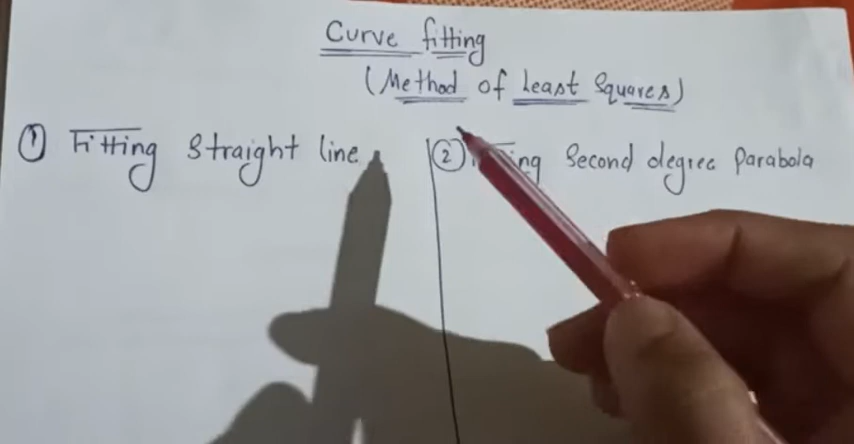 Curve fitting
(Method of Least Squares)
① Fitting Straight line
② Second degree Parabola